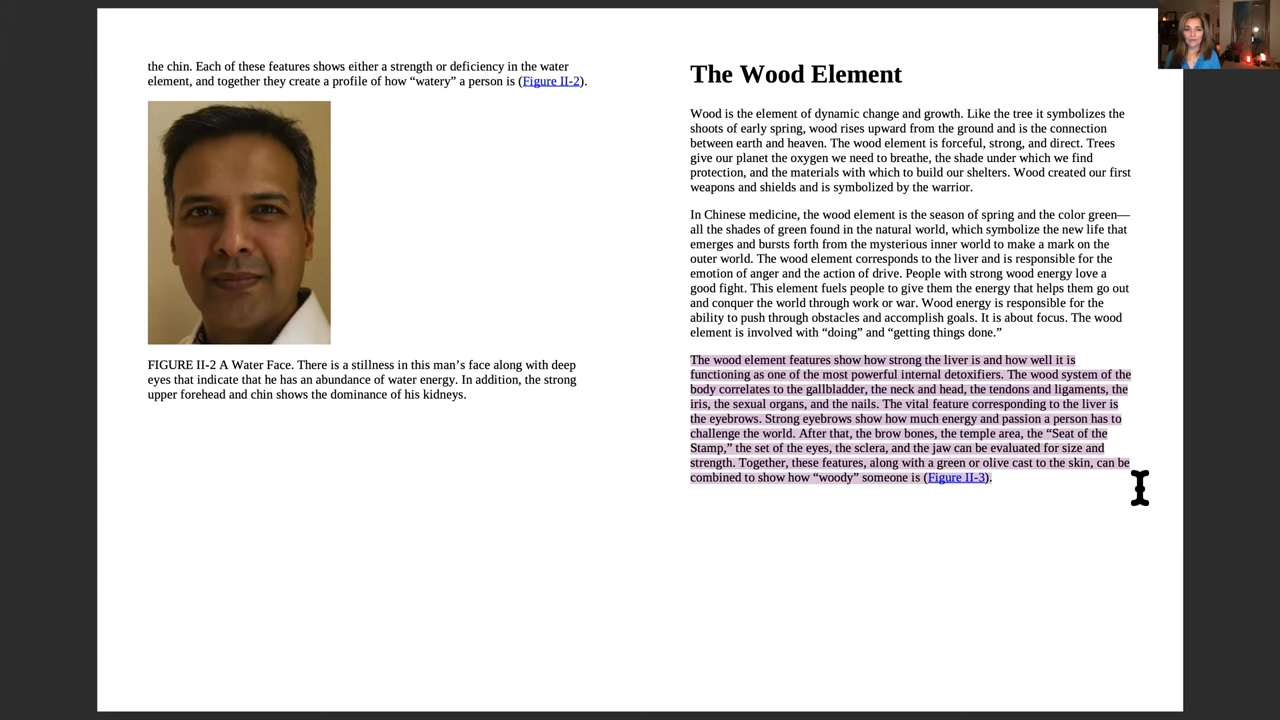 the chin. Each of these features shows either a strength or deficiency in the water
element, and together they create a profile of how “watery” a person is (Figure II-2).
FIGURE II-2 A Water Face. There is a stillness in this man’s face along with deep
eyes that indicate that he has an abundance of water energy. In addition, the strong
upper forehead and chin shows the dominance of his kidneys.
The Wood Element
Wood is the element of dynamic change and growth. Like the tree it symbolizes the
shoots of early spring, wood rises upward from the ground and is the connection
between earth and heaven. The wood element is forceful, strong, and direct. Trees
give our planet the oxygen we need to breathe, the shade under which we find
protection, and the materials with which to build our shelters. Wood created our first
weapons and shields and is symbolized by the warrior.
In Chinese medicine, the wood element is the season of spring and the color green—
all the shades of green found in the natural world, which symbolize the new life that
emerges and bursts forth from the mysterious inner world to make a mark on the
outer world. The wood element corresponds to the liver and is responsible for the
emotion of anger and the action of drive. People with strong wood energy love a
good fight. This element fuels people to give them the energy that helps them go out
and conquer the world through work or war. Wood energy is responsible for the
ability to push through obstacles and accomplish goals. It is about focus. The wood
element is involved with “doing” and “getting things done.”
The wood element features show how strong the liver is and how well it is
functioning as one of the most powerful internal detoxifiers. The wood system of the
body correlates to the gallbladder, the neck and head, the tendons and ligaments, the
iris, the sexual organs, and the nails. The vital feature corresponding to the liver is
the eyebrows. Strong eyebrows show how much energy and passion a person has to
challenge the world. After that, the brow bones, the temple area, the “Seat of the
Stamp,” the set of the eyes, the sclera, and the jaw can be evaluated for size and
strength. Together, these features, along with a green or olive cast to the skin, can be
combined to show how “woody” someone is (Figure II-3).